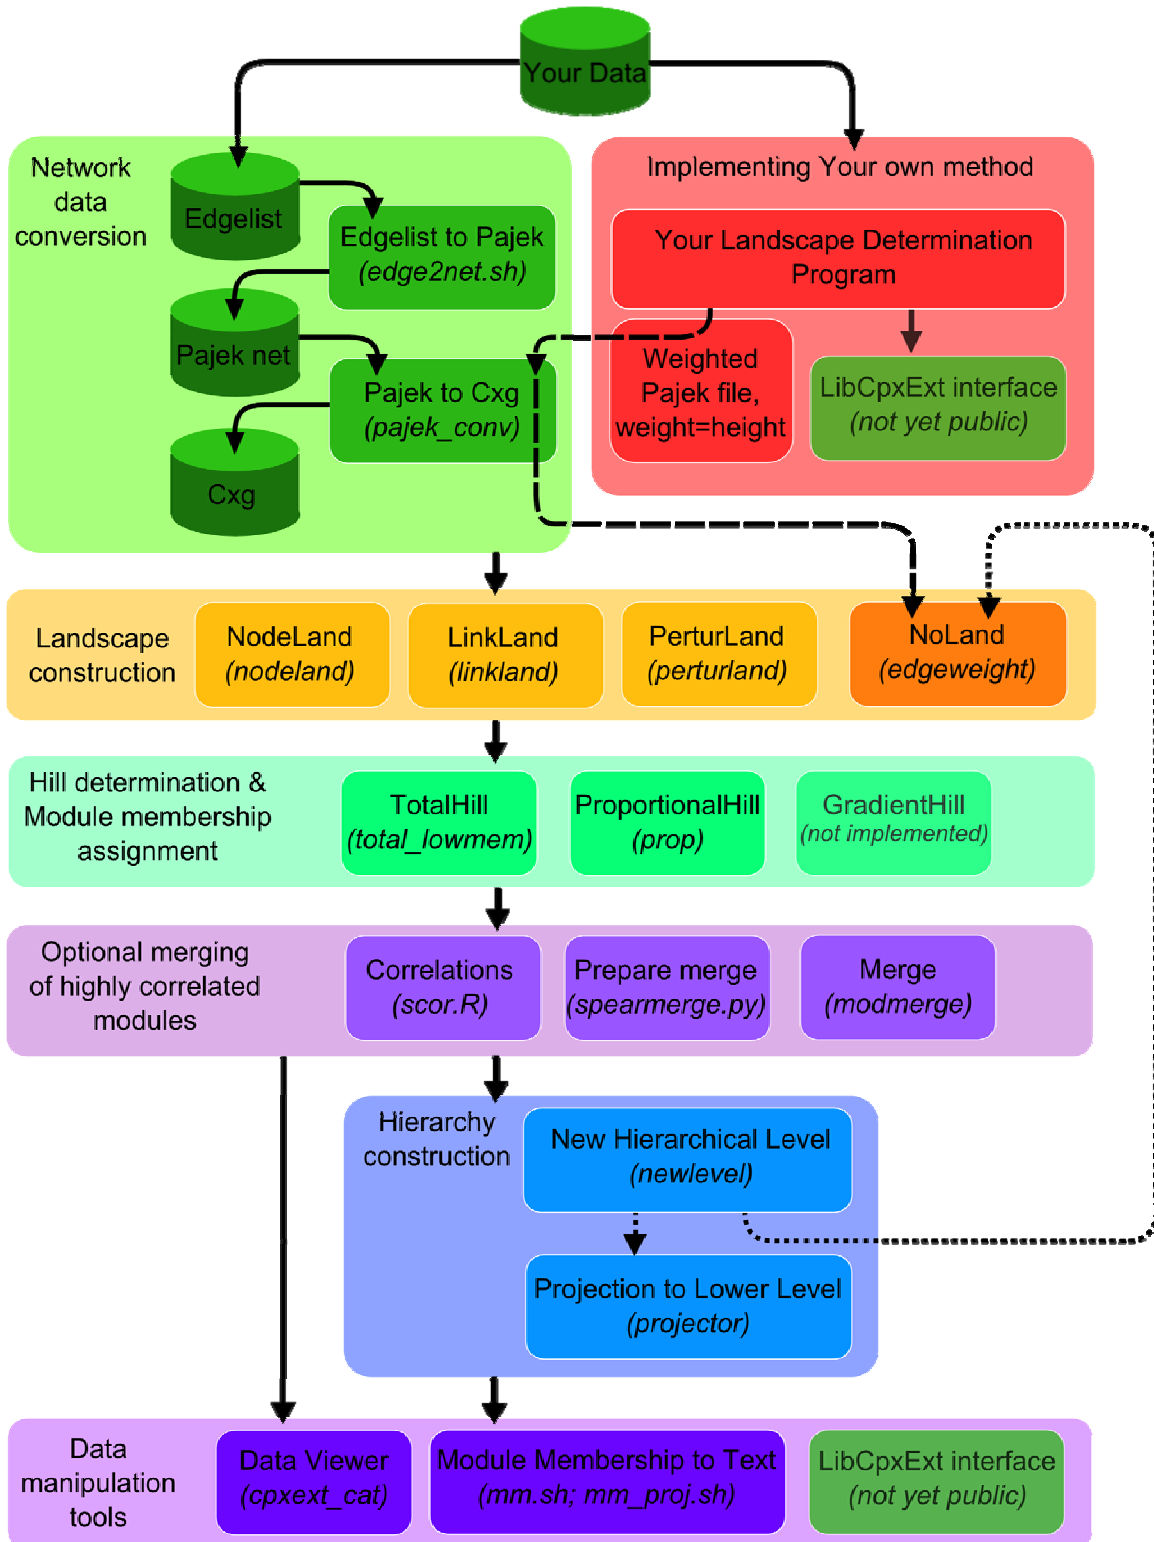 Your Data
Network
data
conversion
Edgelist
Edgelist to Pajek
(edge2net.sh)
Pajek net
Pajek to Cxg
(pajek_conv)
Cxg
Implementing Your own method
Your Landscape Determination
Program
Weighted
Pajek file,
weight=height
LibCpxExt interface
(not yet public)
Landscape
construction
NodeLand
(nodeland)
LinkLand
(linkland)
PerturLand
(perturland)
NoLand
(edgeweight)
Hill determination &
Module membership
assignment
TotalHill
(total_lowmem)
ProportionalHill
(prop)
GradientHill
(not implemented)
Optional merging
of highly correlated
modules
Correlations
(scor.R)
Prepare merge
(spearmerge.py)
Merge
(modmerge)
Hierarchy
construction
New Hierarchical Level
(newlevel)
Projection to Lower Level
(projector)
Data
manipulation
tools
Data Viewer
(cpxext_cat)
Module Membership to Text
(mm.sh; mm_proj.sh)
LibCpxExt interface
(not yet public)